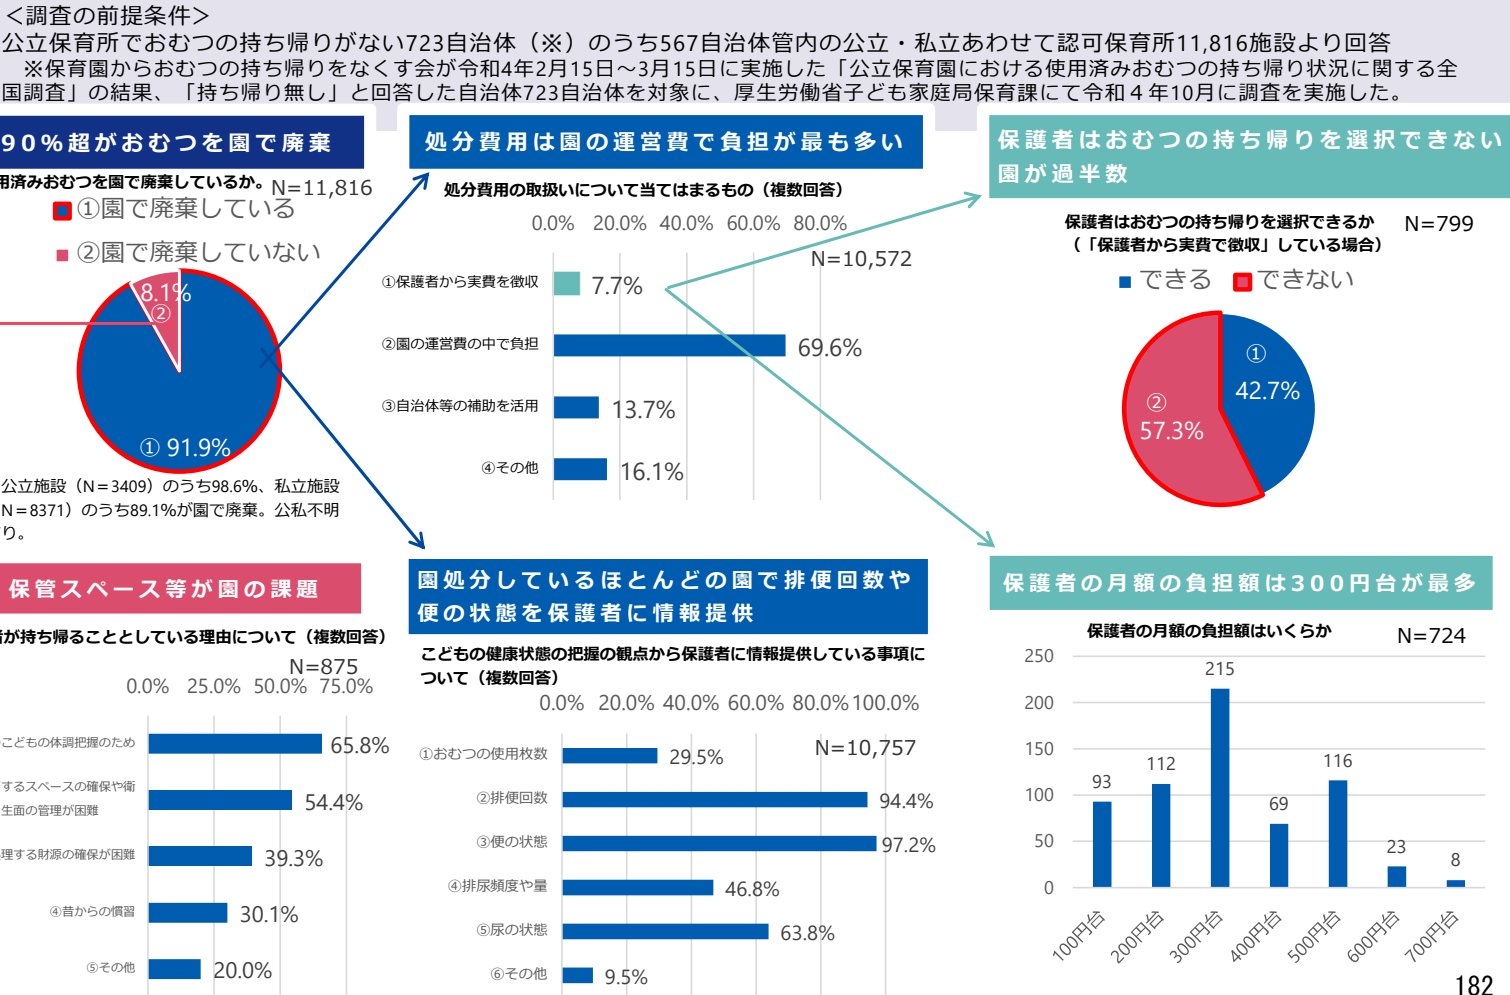 <調査の前提条件>
公立保育所でおむつの持ち帰りがない723自治体（※）のうち567自治体管内の公立・私立あわせて認可保育所11,816施設より回答
※保育園からおむつの持ち帰りをなくす会が令和4年2月15日～3月15日に実施した「公立保育園における使用済みおむつの持ち帰り状況に関する全
国調査」の結果、「持ち帰り無し」と回答した自治体723自治体を対象に、厚生労働省子ども家庭局保育課にて令和４年10月に調査を実施した。
90%超がおむつを園で廃棄
用済みおむつを園で廃棄しているか。
N=11,816
①園で廃棄している
②園で廃棄していない
8.1%
②
① 91.9%
公立施設（N＝3409）のうち98.6%、私立施設
N＝8371）のうち89.1%が園で廃棄。公私不明
り。
処分費用は園の運営費で負担が最も多い
処分費用の取扱いについて当てはまるもの（複数回答）
0.0% 20.0% 40.0% 60.0% 80.0%
N=10,572
①保護者から実費を徴収 7.7%
②園の運営費の中で負担 69.6%
③自治体等の補助を活用 13.7%
④その他 16.1%
保護者はおむつの持ち帰りを選択できない
園が過半数
保護者はおむつの持ち帰りを選択できるか
（「保護者から実費で徴収」している場合）
N=799
できる できない
①
42.7%
②
57.3%
保管スペース等が園の課題
者が持ち帰ることとしている理由について（複数回答）
N=875
0.0% 25.0% 50.0% 75.0%
こどもの体調把握のため 65.8%
するスペースの確保や衛
生面の管理が困難
54.4%
理する財源の確保が困難 39.3%
④昔からの慣習 30.1%
⑤その他 20.0%
園処分しているほとんどの園で排便回数や
便の状態を保護者に情報提供
こどもの健康状態の把握の観点から保護者に情報提供している事項に
ついて（複数回答）
0.0% 20.0% 40.0% 60.0% 80.0% 100.0%
N=10,757
①おむつの使用枚数 29.5%
②排便回数 94.4%
③便の状態 97.2%
④排尿頻度や量 46.8%
⑤尿の状態 63.8%
⑥その他 9.5%
保護者の月額の負担額は300円台が最多
保護者の月額の負担額はいくらか
N=724
250
200
150
100
50
0
93 112 215 69 116 23 8
100円台 200円台 300円台 400円台 500円台 600円台 700円台
182